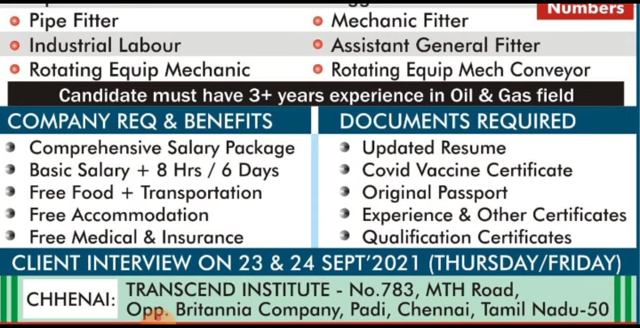 Numbers
Pipe Fitter
Mechanic Fitter
Industrial Labour
Assistant General Fitter
Rotating Equip Mechanic
Rotating Equip Mech Conveyor
Candidate must have 3+ years experience in Oil & Gas field
COMPANY REQ & BENEFITS
Comprehensive Salary Package
Basic Salary + 8 Hrs / 6 Days
Free Food + Transportation
Free Accommodation
Free Medical & Insurance
DOCUMENTS REQUIRED
Updated Resume
Covid Vaccine Certificate
Original Passport
Experience & Other Certificates
Qualification Certificates
CLIENT INTERVIEW ON 23 & 24 SEPT'2021 (THURSDAY/FRIDAY)
CHHENAI:
TRANSCEND INSTITUTE - No.783, MTH Road,
Opp. Britannia Company, Padi, Chennai, Tamil Nadu-50